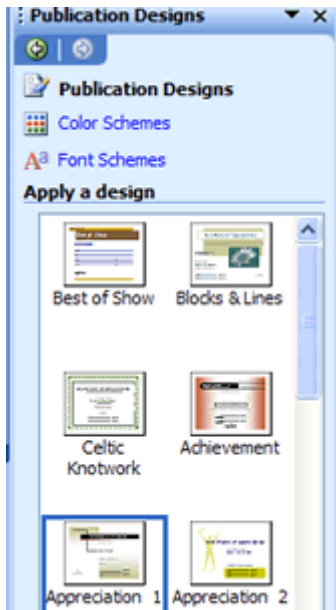 Publication Designs
Publication Designs
Color Schemes
Aa Font Schemes
Apply a design
Best of Show Blocks & Lines
Celtic Knotwork Achievement
Appreciation 1 Appreciation 2